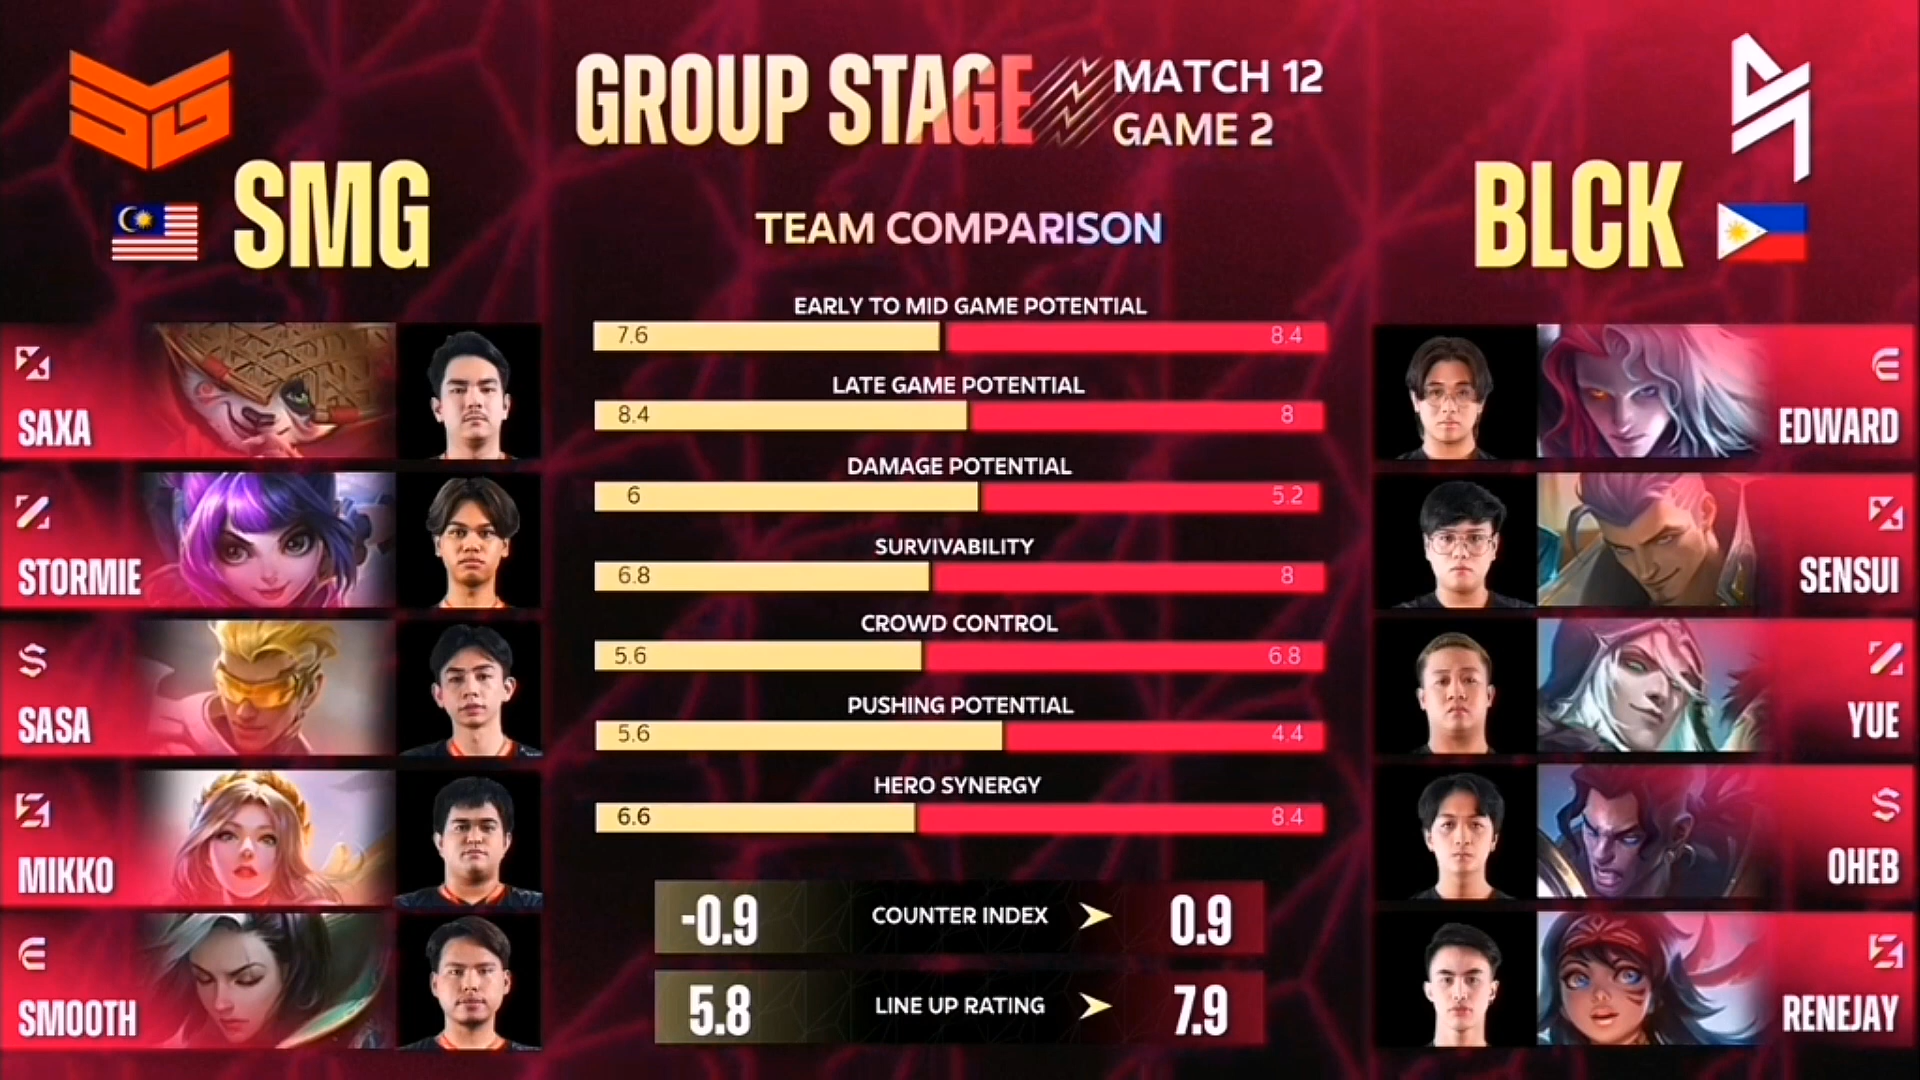 GROUP STAGE
MATCH 12
GAME 2
SG
SMG
BLCK
TEAM COMPARISON
EARLY TO MID GAME POTENTIAL
7.6 8.4
LATE GAME POTENTIAL
8.4 8
DAMAGE POTENTIAL
6 5.2
SURVIVABILITY
6.8 8
CROWD CONTROL
5.6 6.8
PUSHING POTENTIAL
5.6 4.4
HERO SYNERGY
6.6 8.4
-0.9 COUNTER INDEX 0.9
5.8 LINE UP RATING 7.9
SAXA
STORMIE
SASA
MIKKO
SMOOTH
EDWARD
SENSUI
YUE
OHEB
RENEJAY